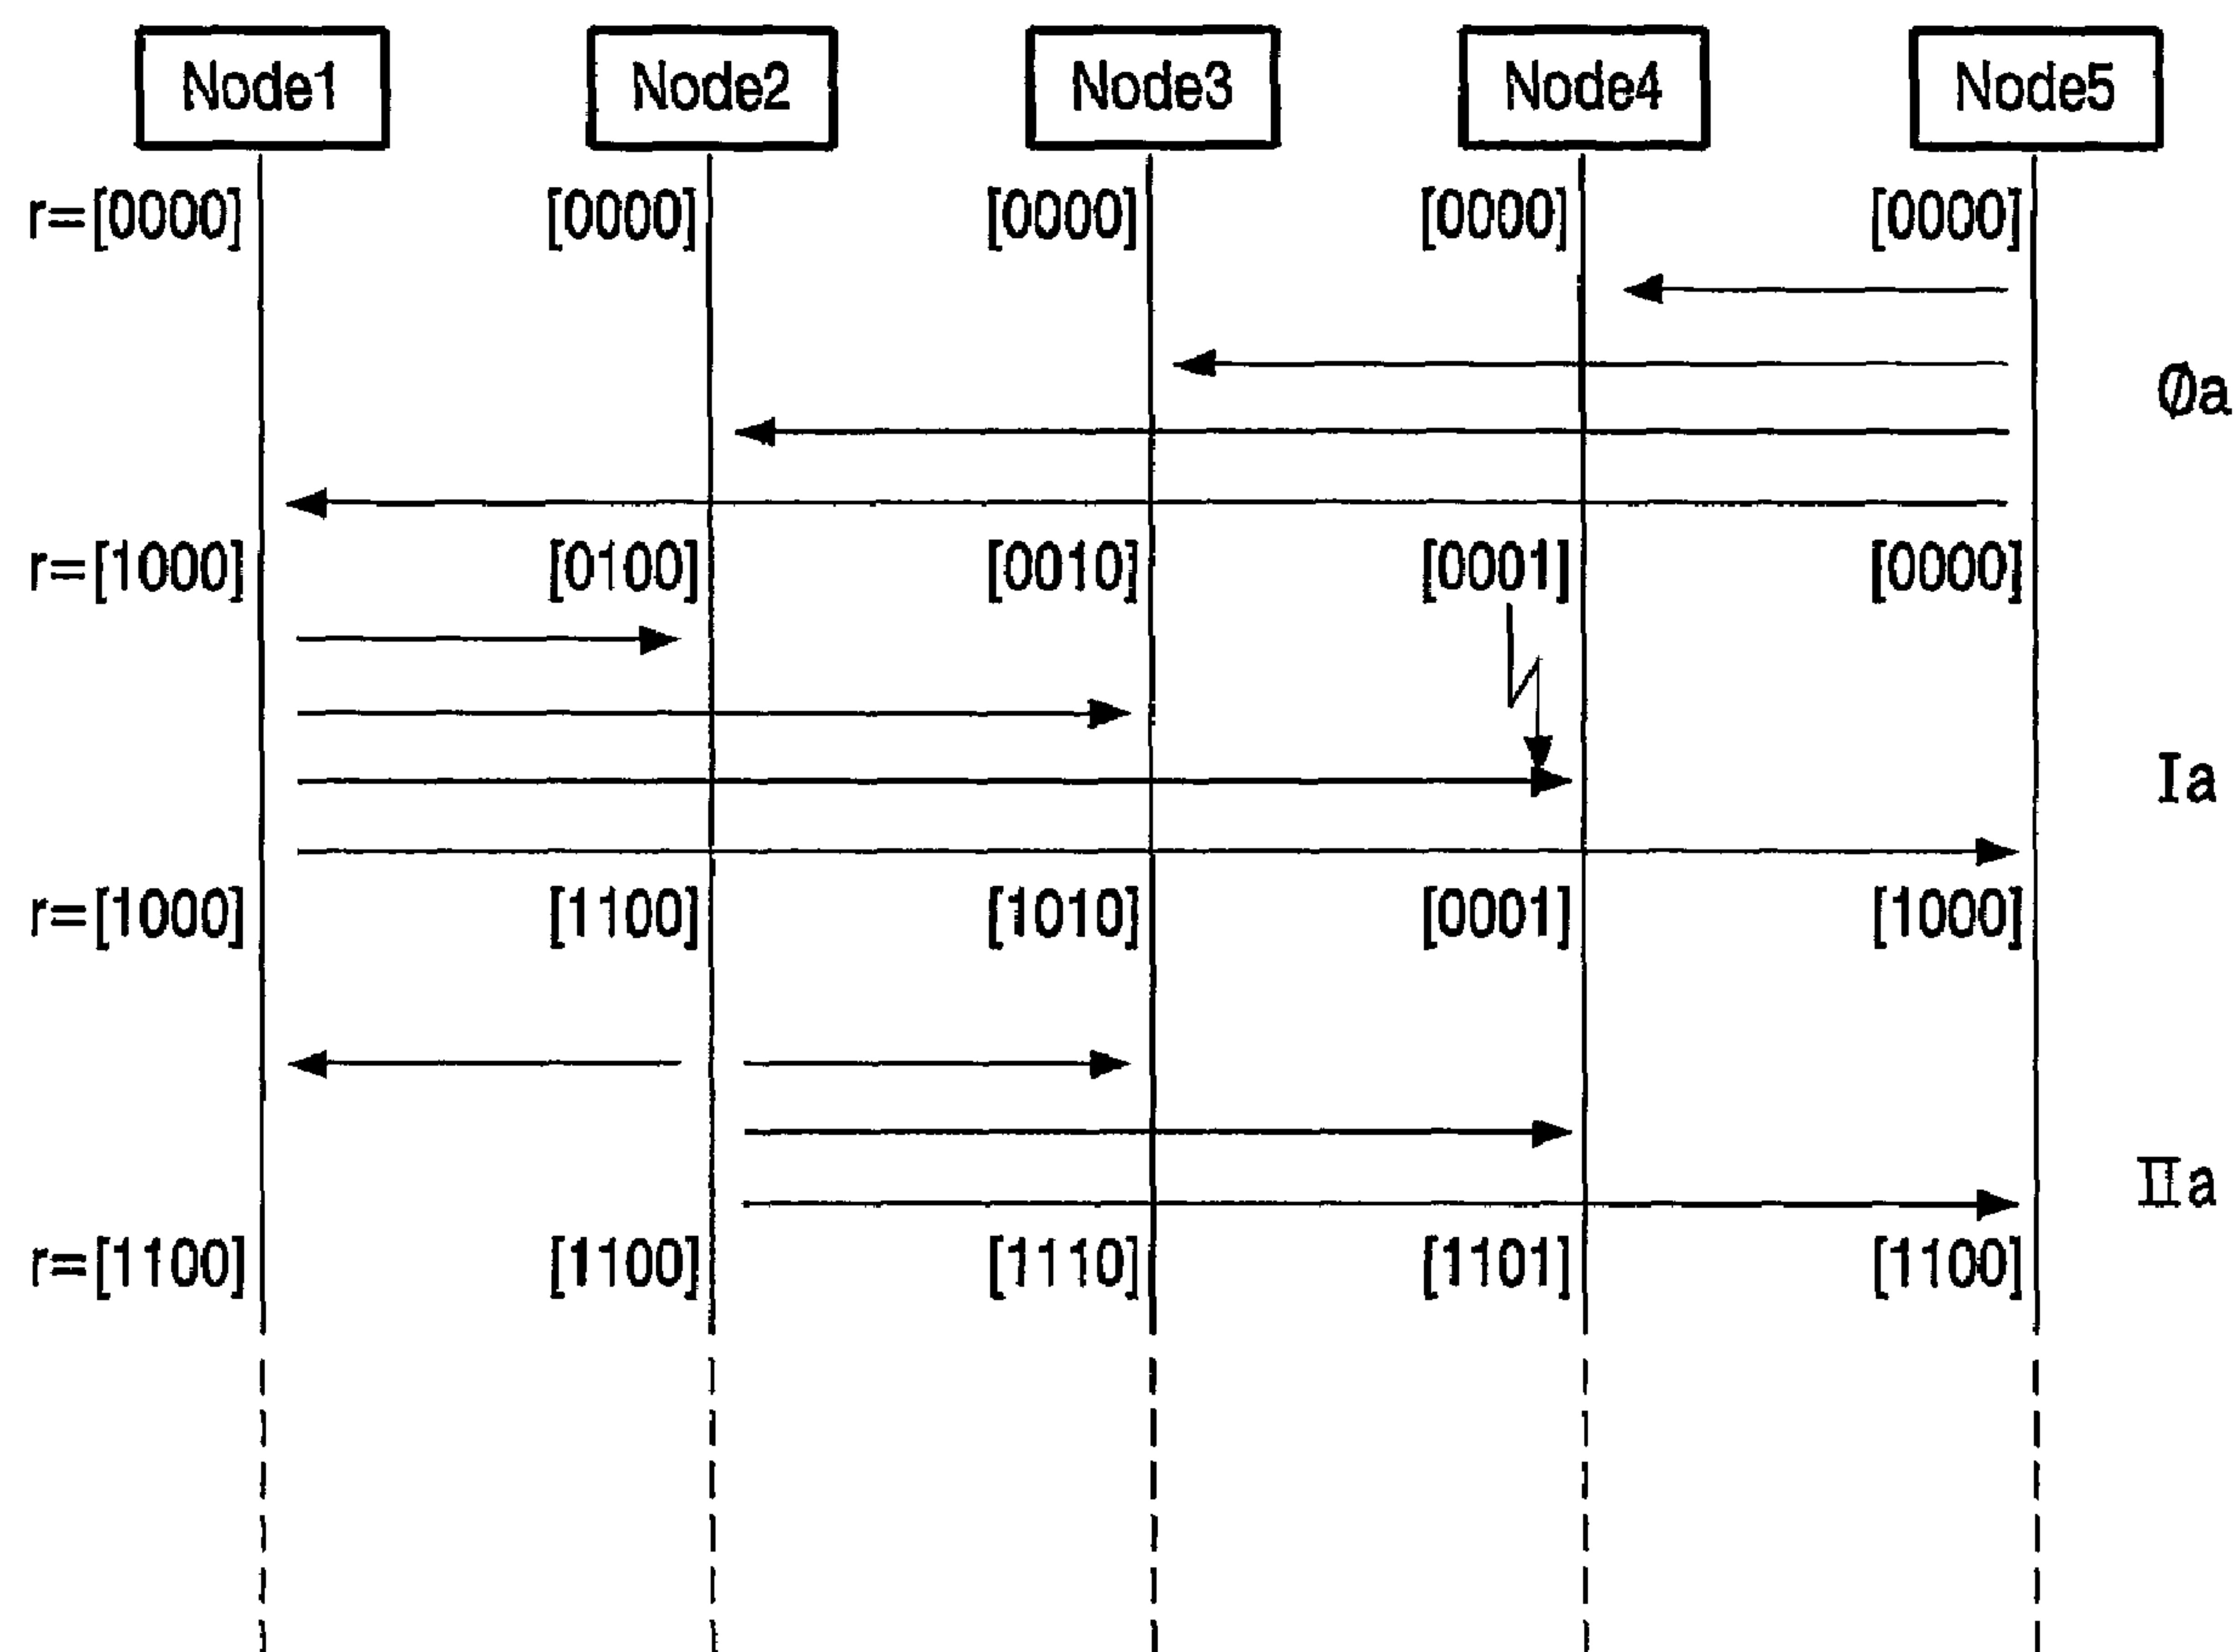 Node1 Node2 Node3 Node4 Node5
r=[0000] [0000] [0000] [0000] [0000]
Øa
r=[1000] [0100] [0010] [0001] [0000]
Ia
r=[1000] [1100] [1010] [0001] [1000]
IIa
r=[1100] [1100] [1110] [1101] [1100]